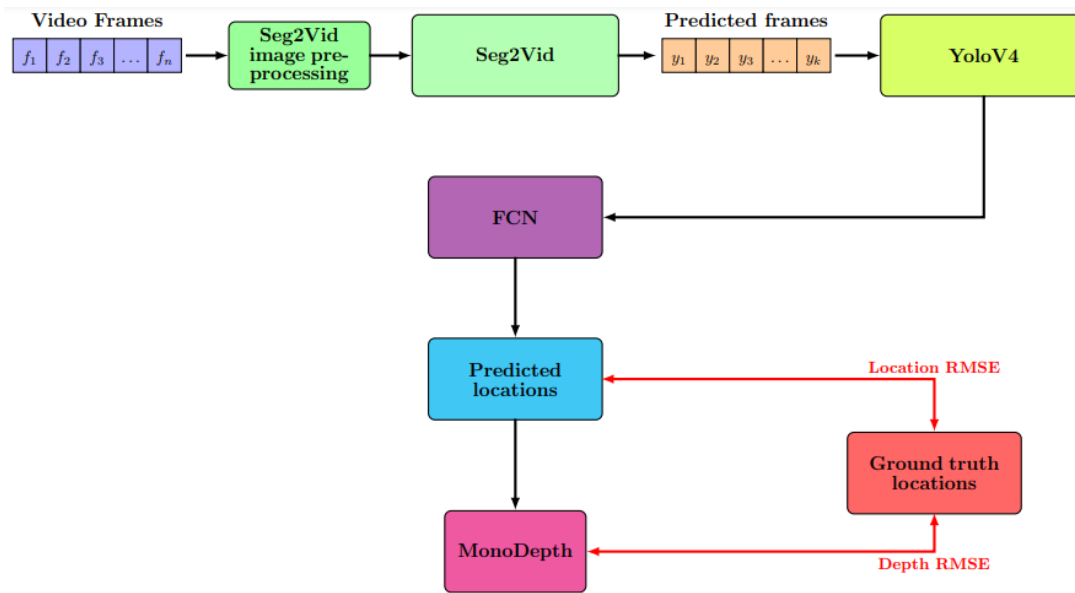 Video Frames
f1 f2 f3 ... fn
Seg2Vid
image pre-
processing
Seg2Vid
Predicted frames
y1 y2 y3 ... yk
YoloV4
FCN
Predicted
locations
Location RMSE
Ground truth
locations
MonoDepth
Depth RMSE